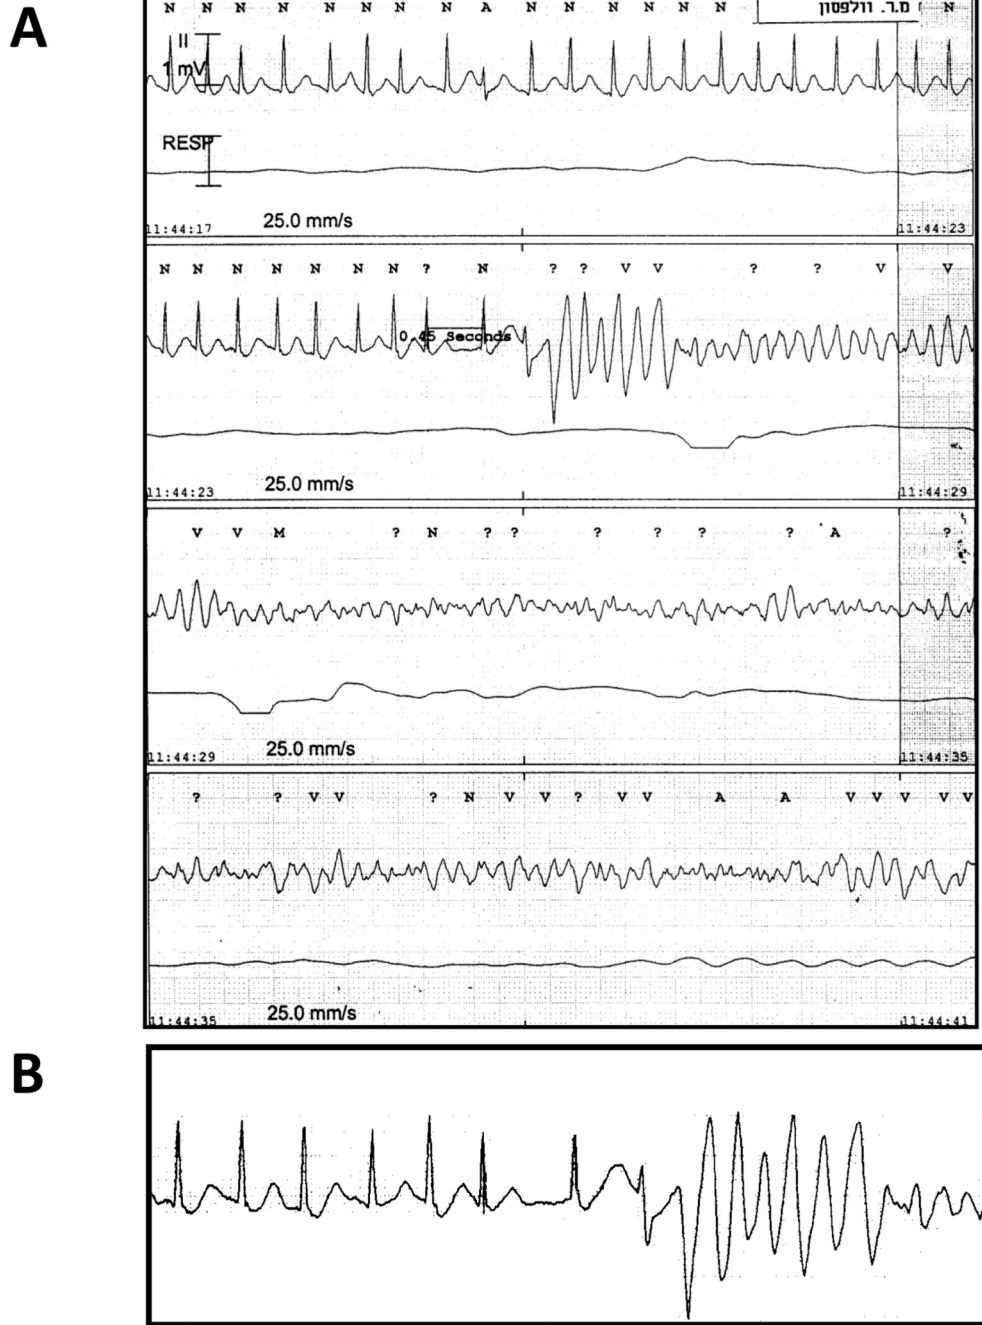 A
N N N N N N N N A N N N N N N מ.ר. וולפסון N
II
1 mV
RESP
25.0 mm/s
11:44:17 11:44:23
N N N N N N N ? N ? ? V V ? ? V V
0.45 Seconds
25.0 mm/s
11:44:23 11:44:29
V V M ? N ? ? ? ? ? ? A ?
25.0 mm/s
11:44:29 11:44:35
? ? V V ? N V V ? V V A A V V V V V
25.0 mm/s
11:44:35 11:44:41
B